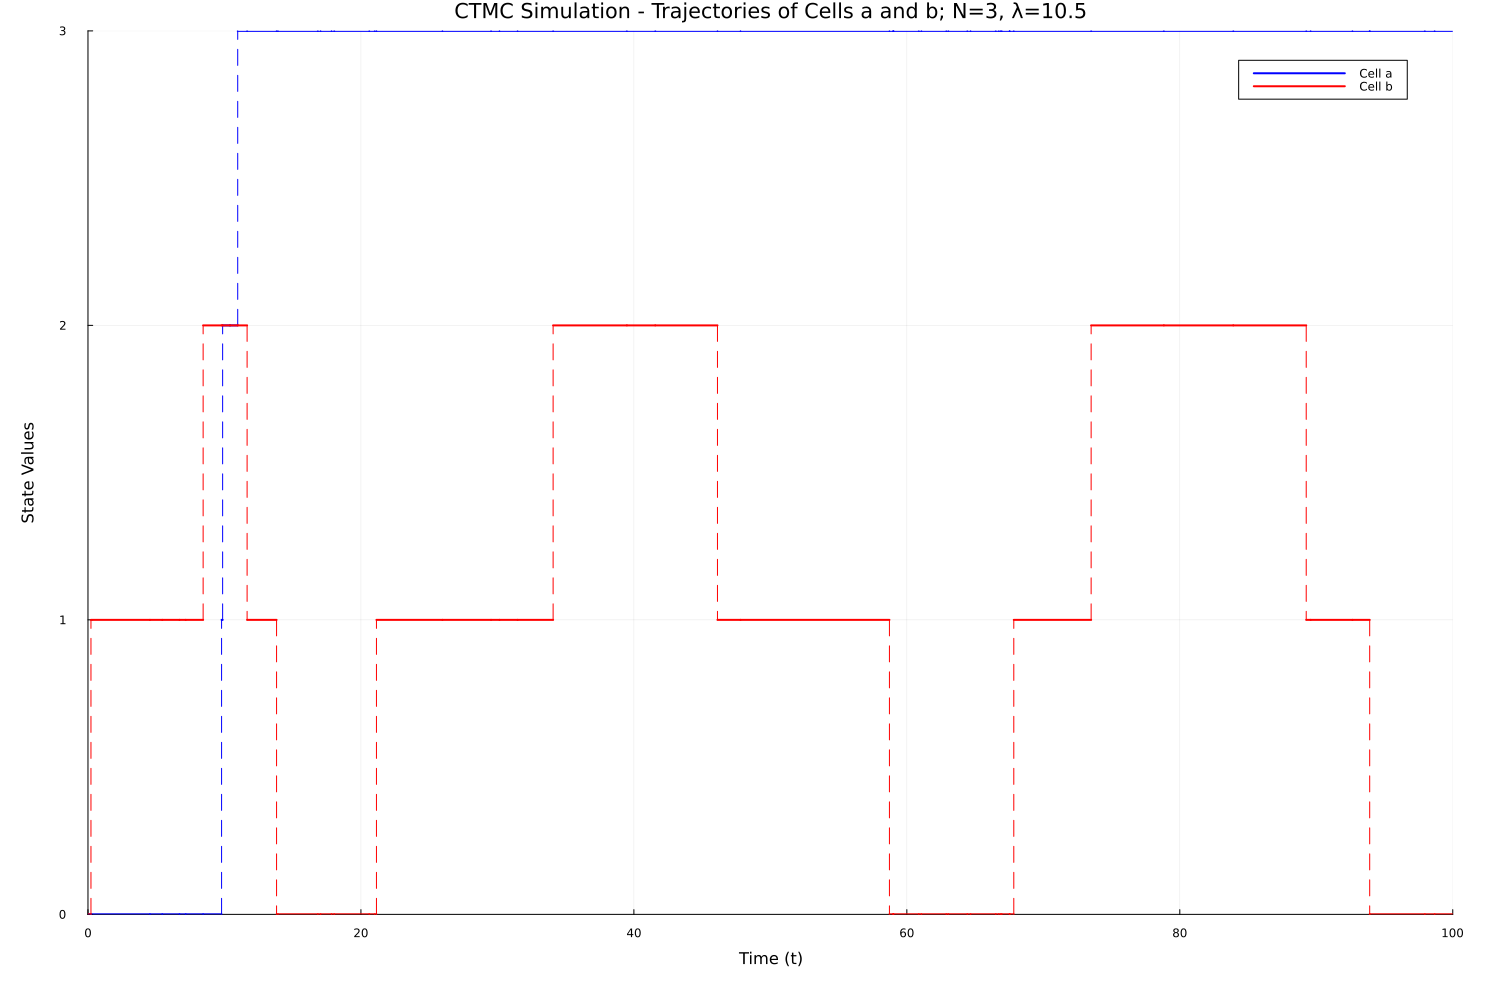 CTMC Simulation - Trajectories of Cells a and b; N=3, λ=10.5
3
Cell a
Cell b
2
State Values
1
0
0 20 40 60 80 100
Time (t)